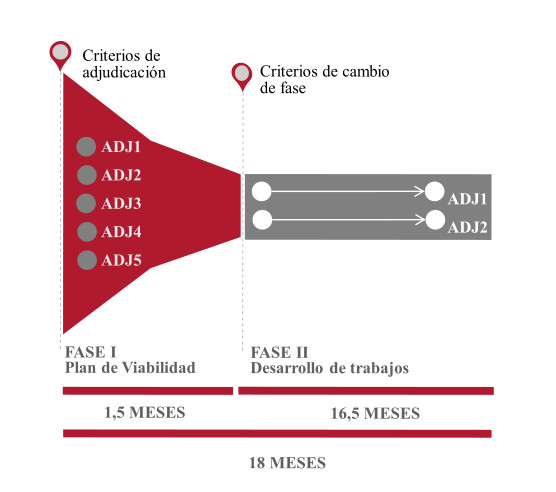 Criterios de
adjudicación
Criterios de cambio
de fase
ADJ1
ADJ2
ADJ3
ADJ4
ADJ5
ADJ1
ADJ2
FASE I
Plan de Viabilidad
FASE II
Desarrollo de trabajos
1,5 MESES
16,5 MESES
18 MESES